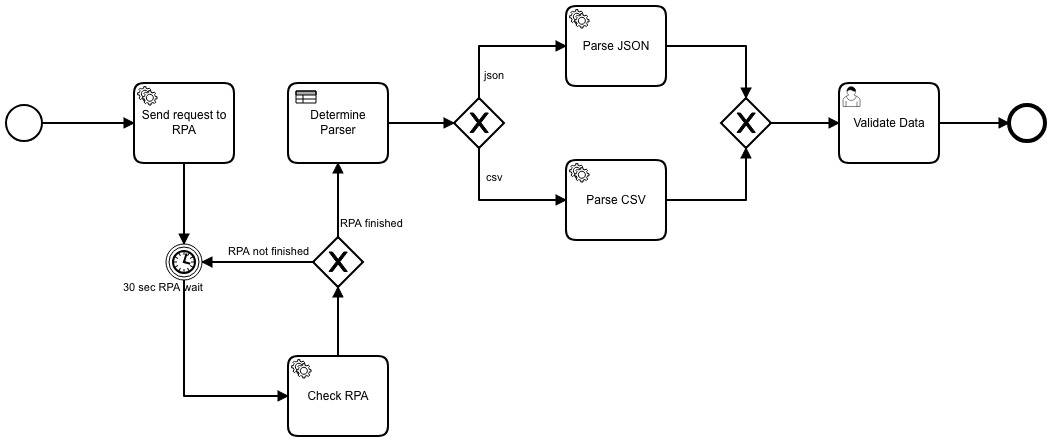 Send request to
RPA
30 sec RPA wait
Check RPA
RPA not finished
RPA finished
Determine
Parser
json
csv
Parse JSON
Parse CSV
Validate Data